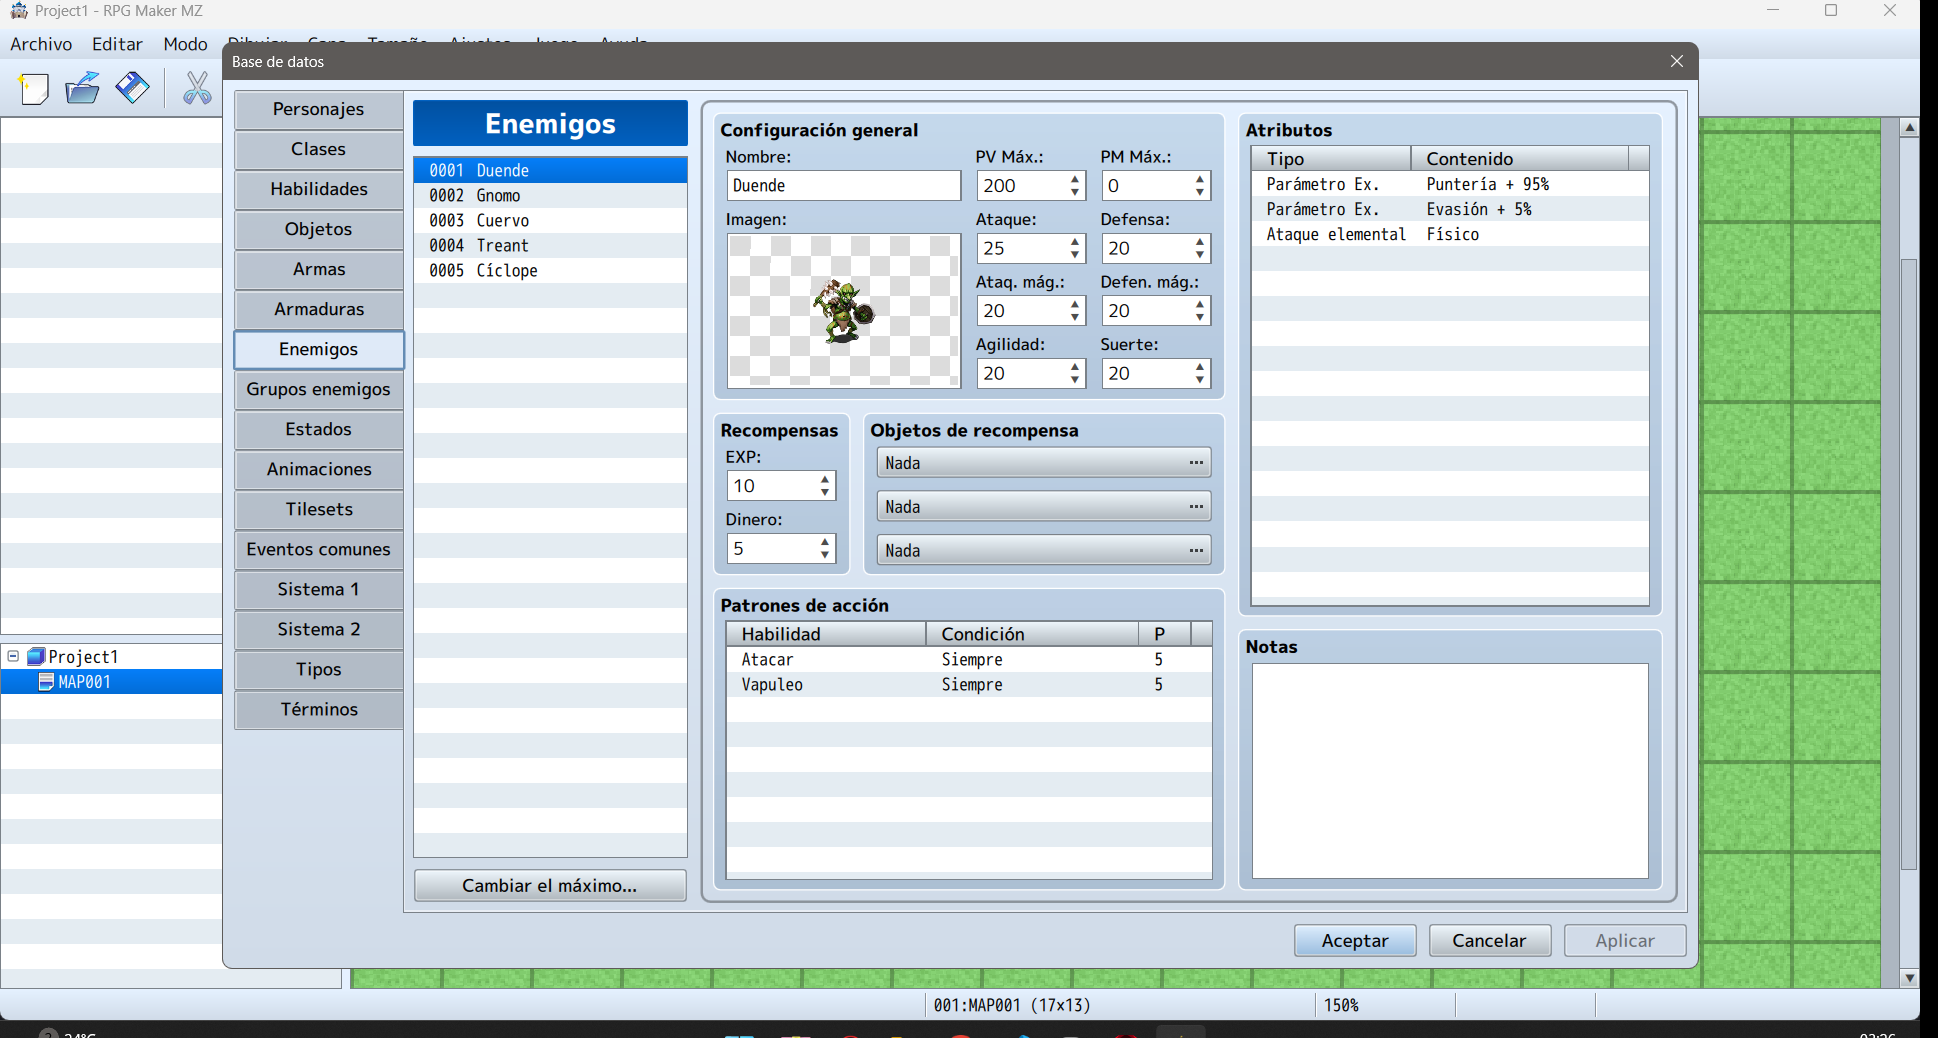 Project1 - RPG Maker MZ
Archivo Editar Modo
Base de datos
Personajes
Clases
Habilidades
Objetos
Armas
Armaduras
Enemigos
Grupos enemigos
Estados
Animaciones
Tilesets
Eventos comunes
Sistema 1
Sistema 2
Tipos
Términos
Enemigos
0001 Duende
0002 Gnomo
0003 Cuervo
0004 Treant
0005 Cíclope
Cambiar el máximo...
Configuración general
Nombre:
Duende
Imagen:
PV Máx.: PM Máx.:
200 0
Ataque: Defensa:
25 20
Ataq. mág.: Defen. mág.:
20 20
Agilidad: Suerte:
20 20
Recompensas
EXP:
10
Dinero:
5
Objetos de recompensa
Nada ...
Nada ...
Nada ...
Patrones de acción
Habilidad Condición P
Atacar Siempre 5
Vapuleo Siempre 5
Atributos
Tipo Contenido
Parámetro Ex. Puntería + 95%
Parámetro Ex. Evasión + 5%
Ataque elemental Físico
Notas
Aceptar Cancelar Aplicar
Project1
MAP001
001:MAP001 (17x13) 150%